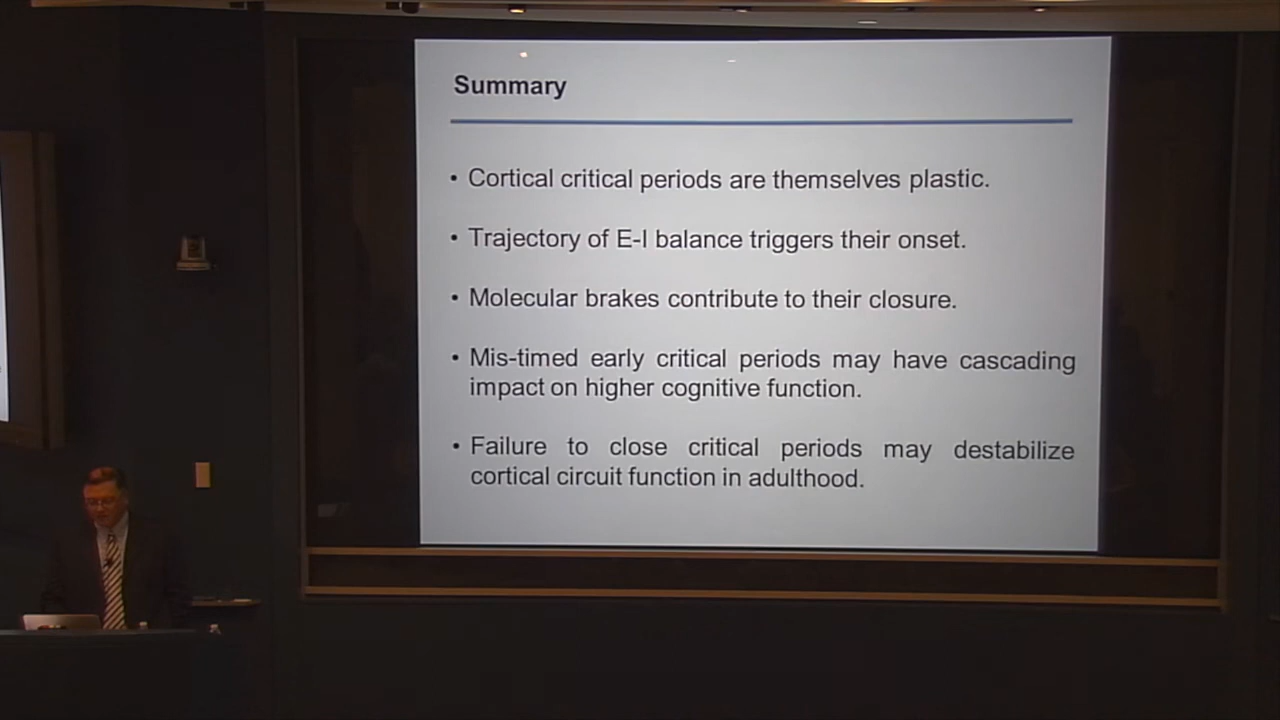 Summary
• Cortical critical periods are themselves plastic.
• Trajectory of E-I balance triggers their onset.
• Molecular brakes contribute to their closure.
• Mis-timed early critical periods may have cascading
impact on higher cognitive function.
• Failure to close critical periods may destabilize
cortical circuit function in adulthood.